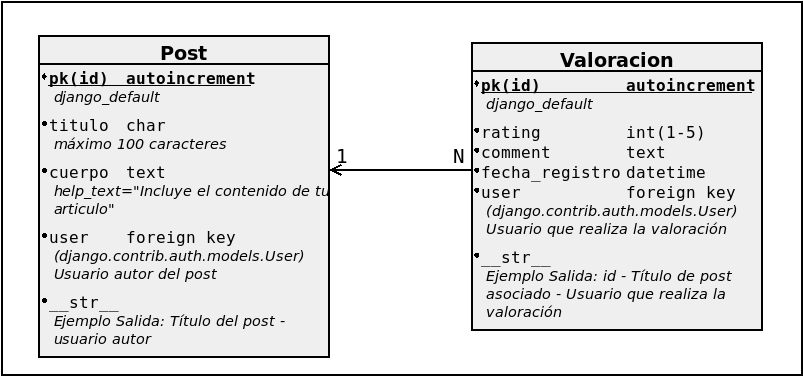 Post
pk(id) autoincrement
django_default
titulo char
máximo 100 caracteres
cuerpo text
help_text="Incluye el contenido de tu
articulo"
user foreign key
(django.contrib.auth.models.User)
Usuario autor del post
__str__
Ejemplo Salida: Título del post -
usuario autor
1 N
Valoracion
pk(id) autoincrement
django_default
rating int(1-5)
comment text
fecha_registro datetime
user foreign key
(django.contrib.auth.models.User)
Usuario que realiza la valoración
__str__
Ejemplo Salida: id - Título de post
asociado - Usuario que realiza la
valoración